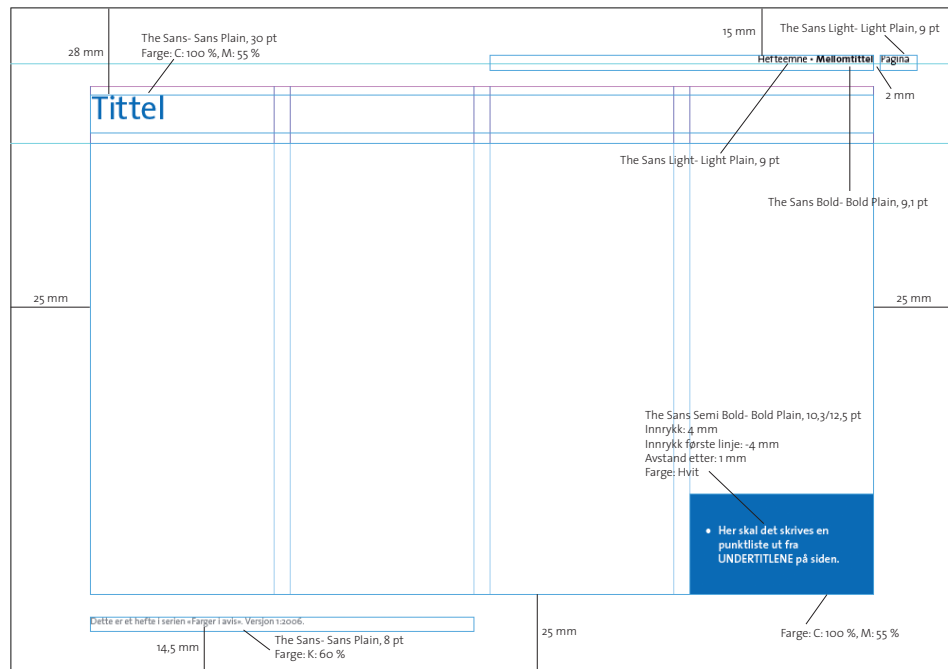 The Sans Light- Light Plain, 9 pt
15 mm
The Sans- Sans Plain, 30 pt
Farge: C: 100 %, M: 55 %
28 mm
Hefteemne • Mellomtittel Pagina
2 mm
Tittel
The Sans Light- Light Plain, 9 pt
The Sans Bold- Bold Plain, 9,1 pt
25 mm
25 mm
The Sans Semi Bold- Bold Plain, 10,3/12,5 pt
Innrykk: 4 mm
Innrykk første linje: -4 mm
Avstand etter: 1 mm
Farge: Hvit
• Her skal det skrives en
punktliste ut fra
UNDERTITLENE på siden.
Dette er et hefte i serien «Farger i avis». Versjon 1:2006.
The Sans- Sans Plain, 8 pt
Farge: K: 60 %
14,5 mm
25 mm
Farge: C: 100 %, M: 55 %